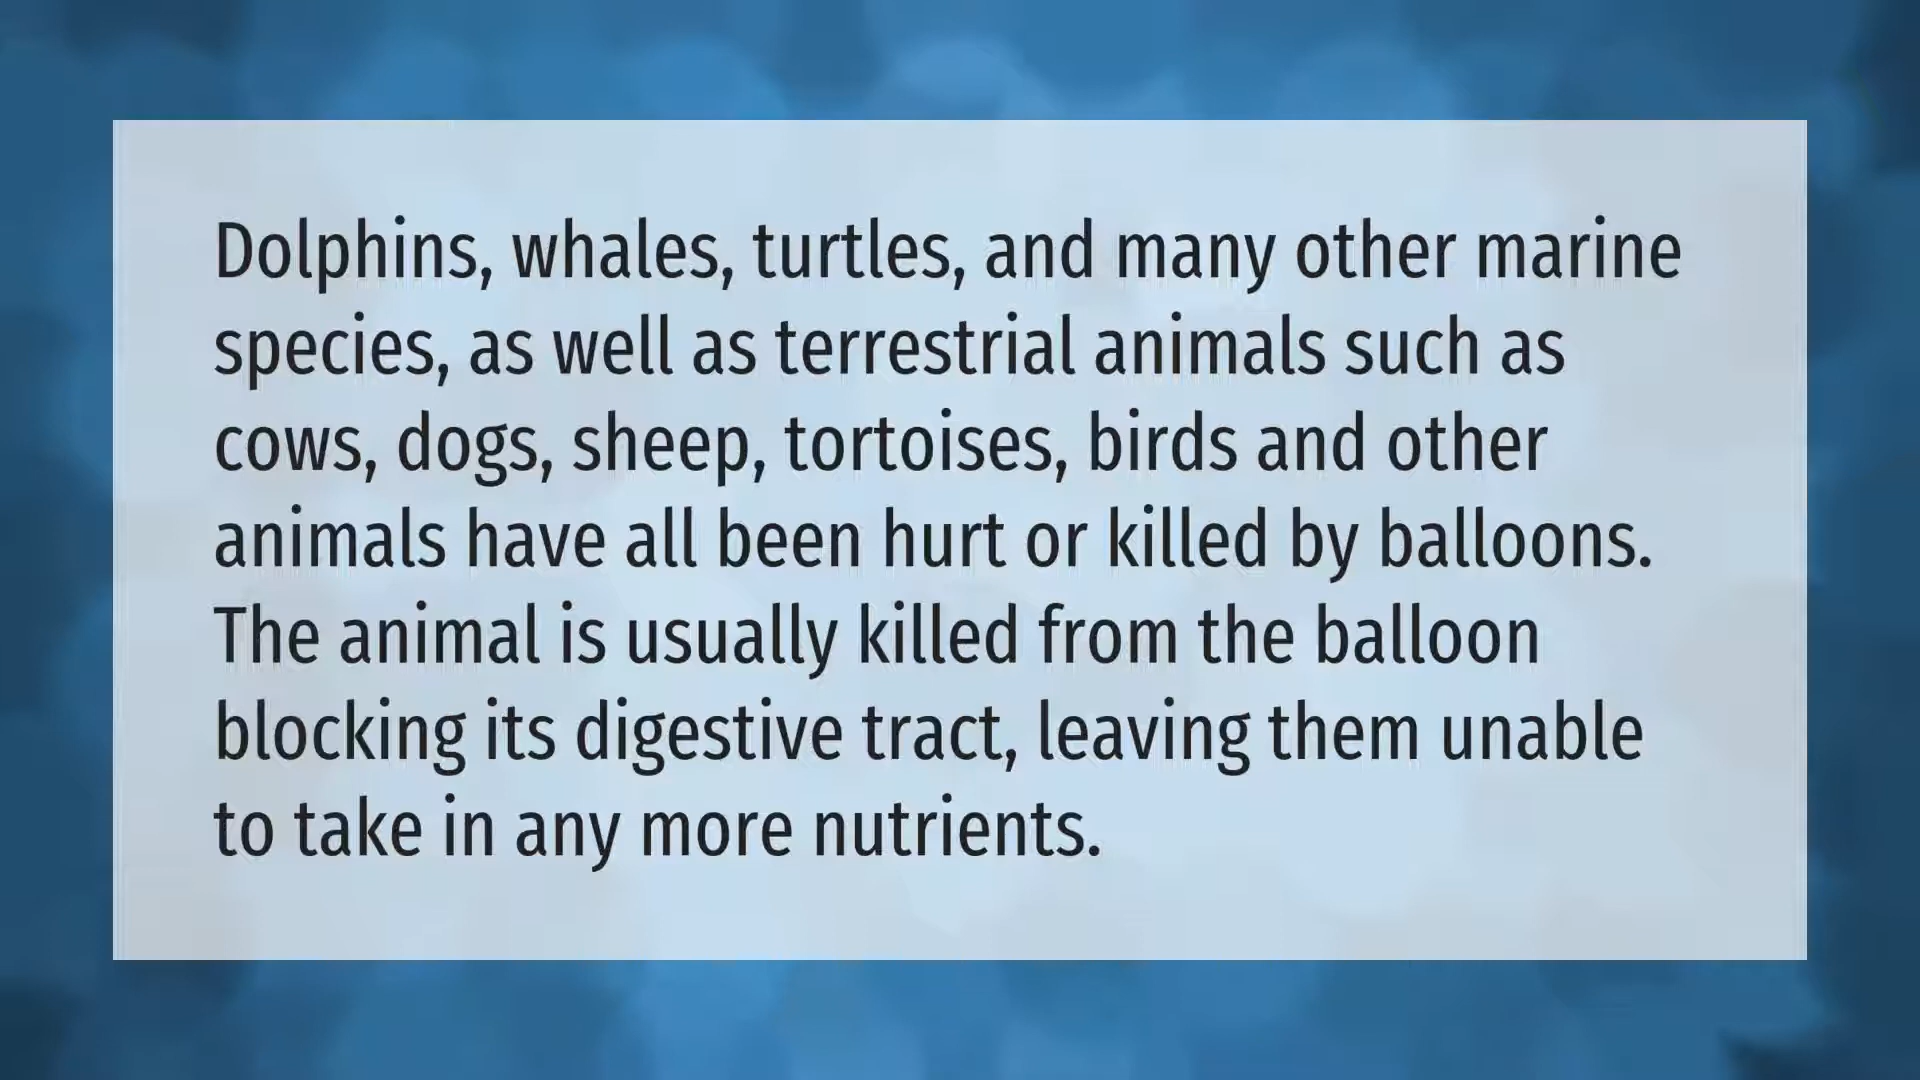 Dolphins, whales, turtles, and many other marine
species, as well as terrestrial animals such as
cows, dogs, sheep, tortoises, birds and other
animals have all been hurt or killed by balloons.
The animal is usually killed from the balloon
blocking its digestive tract, leaving them unable
to take in any more nutrients.